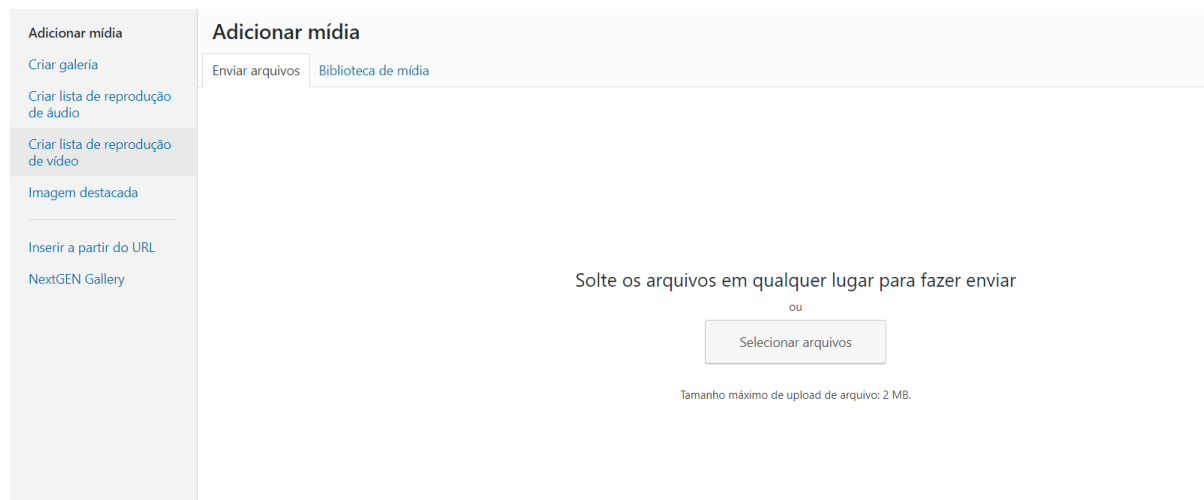 Adicionar mídia
Criar galeria
Criar lista de reprodução
de áudio
Criar lista de reprodução
de vídeo
Imagem destacada
Inserir a partir do URL
NextGEN Gallery
Adicionar mídia
Enviar arquivos
Biblioteca de mídia
Solte os arquivos em qualquer lugar para fazer enviar
ou
Selecionar arquivos
Tamanho máximo de upload de arquivo: 2 MB.